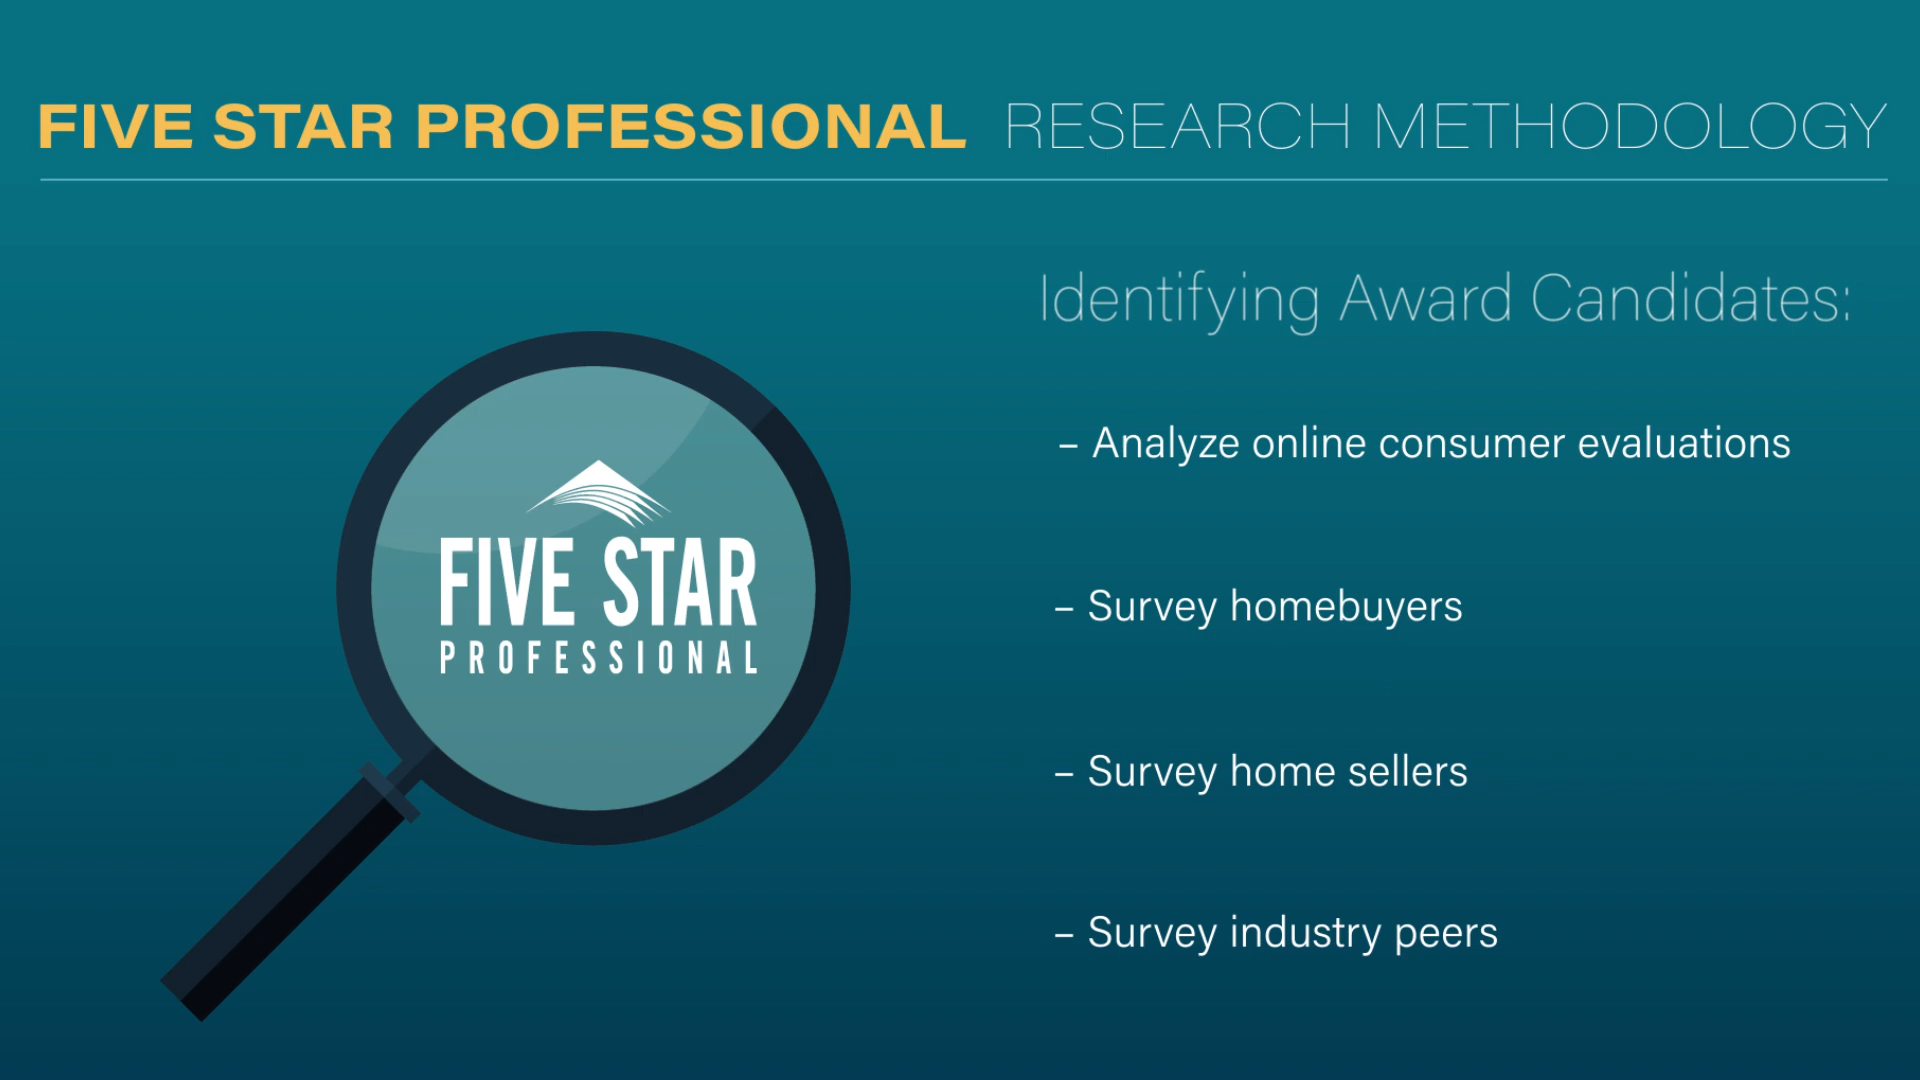 FIVE STAR PROFESSIONAL RESEARCH METHODOLOGY
FIVE STAR
PROFESSIONAL
Identifying Award Candidates:
– Analyze online consumer evaluations
– Survey homebuyers
– Survey home sellers
– Survey industry peers